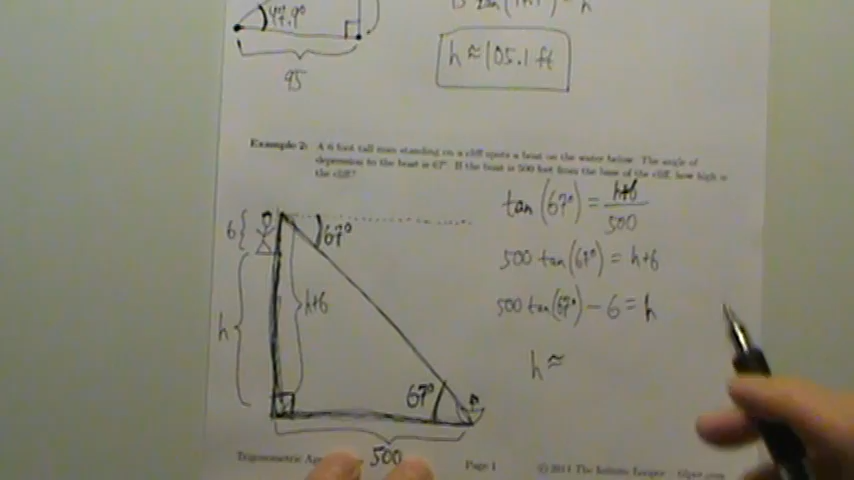 47.9°
95
h ≈ 105.1 ft
Example 2: A 6 foot tall man standing on a cliff spots a boat on the water below. The angle of
depression to the boat is 67°. If the boat is 500 feet from the base of the cliff, how high is
the cliff?
6
67°
h
h+6
67°
500
tan(67°) = h+6
500
500 tan(67°) = h+6
500 tan(67°) - 6 = h
h ≈
Page 1
© 2011 The Infinite